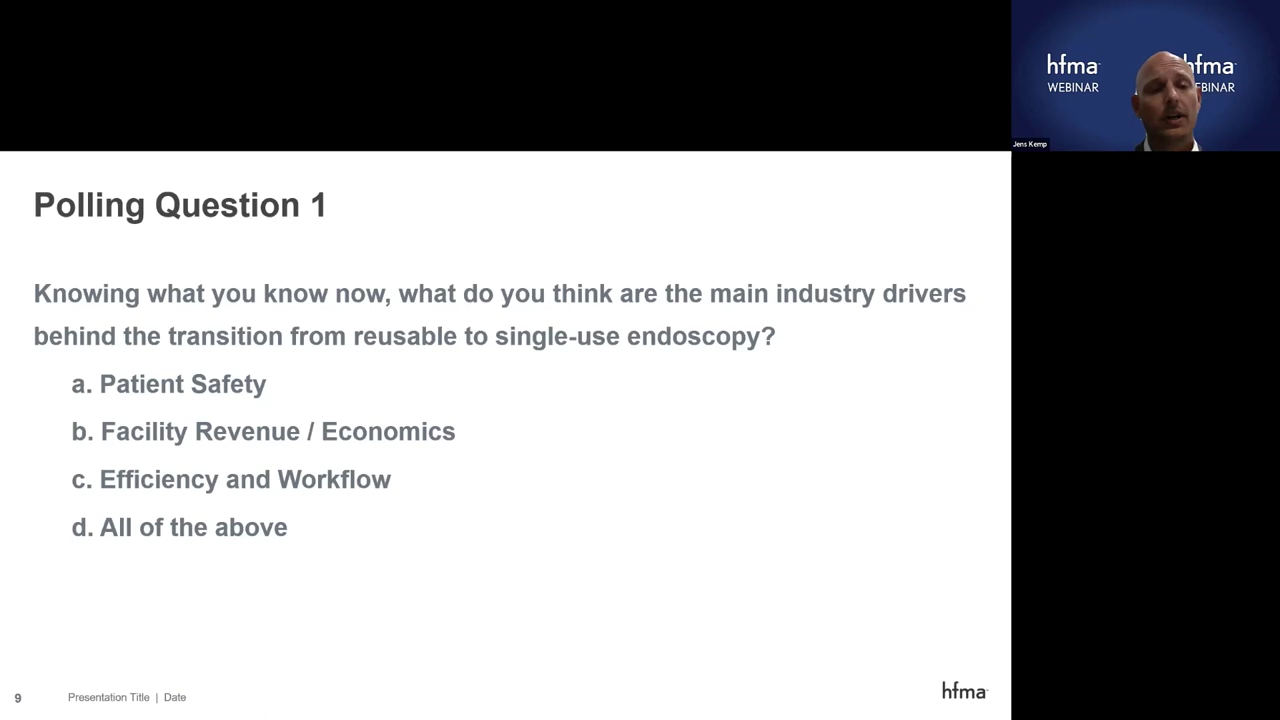 hfma hfma
WEBINAR EBINAR
Jens Kemp
Polling Question 1
Knowing what you know now, what do you think are the main industry drivers
behind the transition from reusable to single-use endoscopy?
a. Patient Safety
b. Facility Revenue / Economics
c. Efficiency and Workflow
d. All of the above
9 Presentation Title | Date
hfma